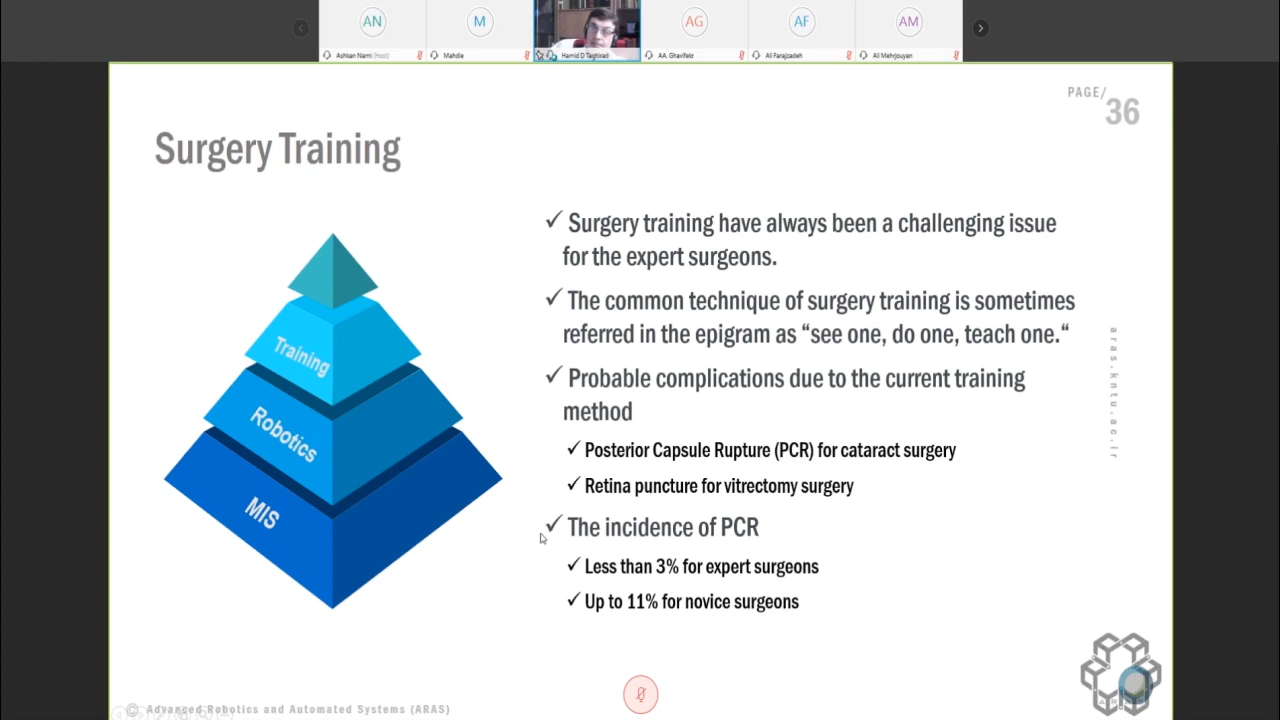 AN
M
AG
AF
AM
Ashkan Nami (Host)
Mahdie
Hamid D Taghirad
AA. Ghavifekr
Ali Farajzadeh
Ali Mehrjouyan
PAGE/
36
Surgery Training
Training
Robotics
MIS
✓ Surgery training have always been a challenging issue
for the expert surgeons.
✓ The common technique of surgery training is sometimes
referred in the epigram as “see one, do one, teach one.“
✓ Probable complications due to the current training
method
✓ Posterior Capsule Rupture (PCR) for cataract surgery
✓ Retina puncture for vitrectomy surgery
✓ The incidence of PCR
✓ Less than 3% for expert surgeons
✓ Up to 11% for novice surgeons
aras.kntu.ac.ir
ARAS
© Advanced Robotics and Automated Systems (ARAS)